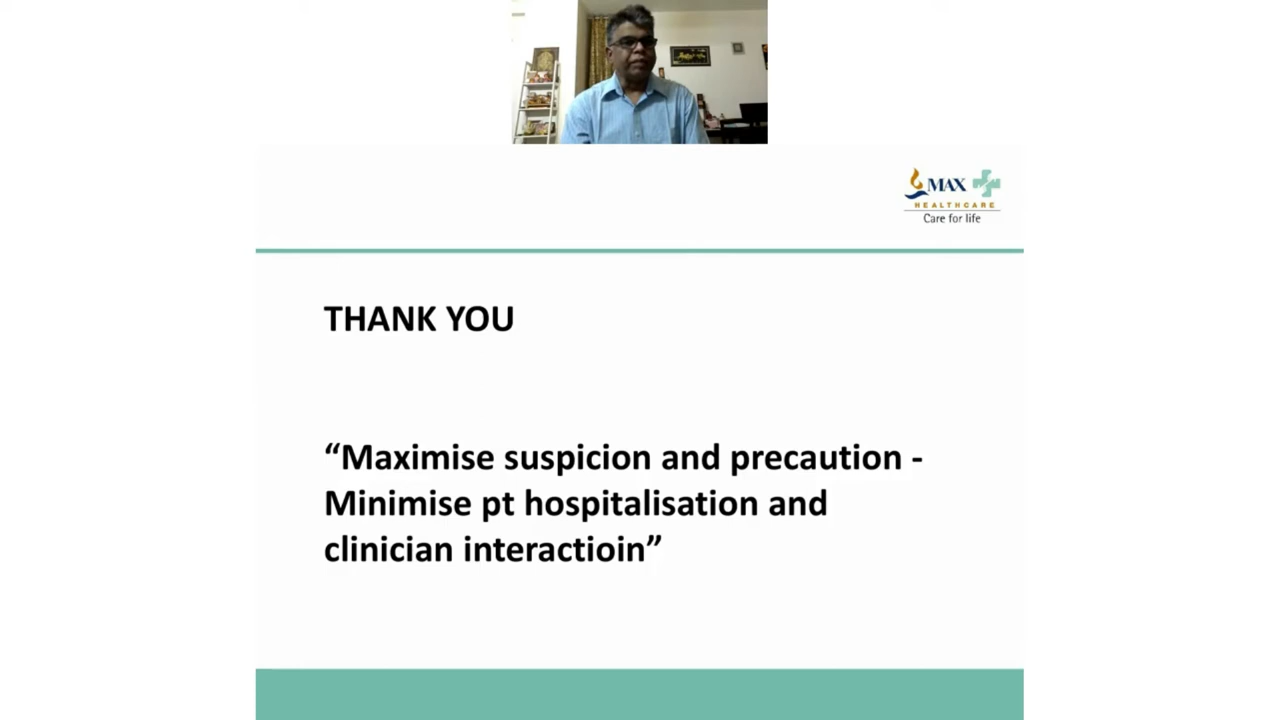 MAX
HEALTHCARE
Care for life
THANK YOU
“Maximise suspicion and precaution -
Minimise pt hospitalisation and
clinician interactioin”